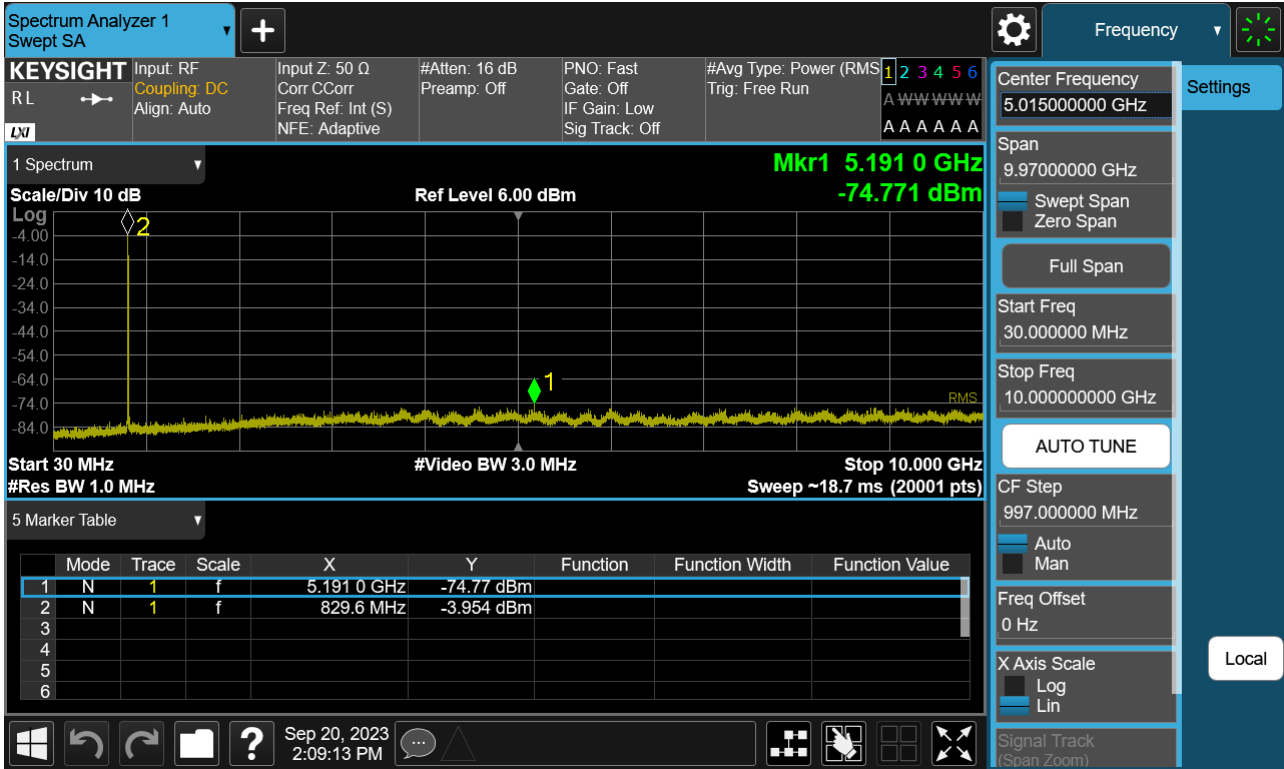 Spectrum Analyzer 1
Swept SA
+
Frequency
KEYSIGHT
R L
LXI
Input: RF
Coupling: DC
Align: Auto
Input Z: 50 Ω
Corr CCorr
Freq Ref: Int (S)
NFE: Adaptive
#Atten: 16 dB
Preamp: Off
PNO: Fast
Gate: Off
IF Gain: Low
Sig Track: Off
#Avg Type: Power (RMS
Trig: Free Run
1 2 3 4 5 6
A W W W W W
A A A A A A
1 Spectrum
Mkr1 5.191 0 GHz
Scale/Div 10 dB
Ref Level 6.00 dBm
-74.771 dBm
Log
-4.00
-14.0
-24.0
-34.0
-44.0
-54.0
-64.0
-74.0
-84.0
2
1
RMS
Start 30 MHz
#Video BW 3.0 MHz
Stop 10.000 GHz
#Res BW 1.0 MHz
Sweep ~18.7 ms (20001 pts)
5 Marker Table
Mode Trace Scale X Y Function Function Width Function Value
1 N 1 f 5.191 0 GHz -74.77 dBm
2 N 1 f 829.6 MHz -3.954 dBm
3
4
5
6
Sep 20, 2023
2:09:13 PM
?
Center Frequency
5.015000000 GHz
Span
9.97000000 GHz
Swept Span
Zero Span
Full Span
Start Freq
30.000000 MHz
Stop Freq
10.000000000 GHz
AUTO TUNE
CF Step
997.000000 MHz
Auto
Man
Freq Offset
0 Hz
X Axis Scale
Log
Lin
Signal Track
(Span Zoom)
Settings
Local